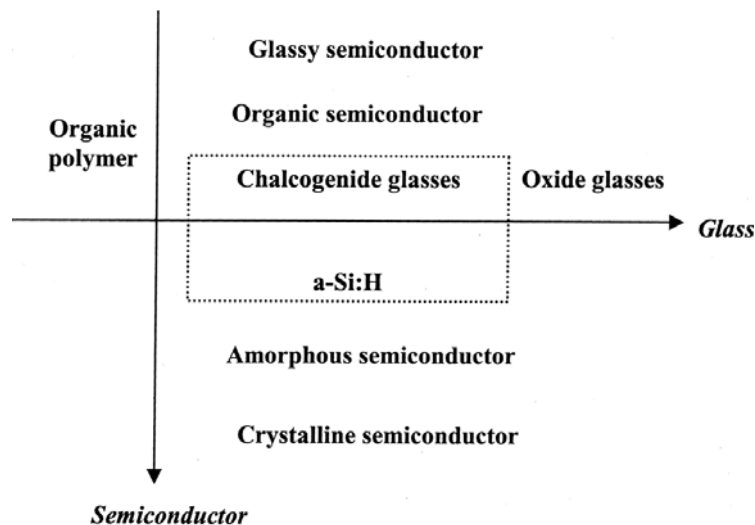 Glassy semiconductor
Organic semiconductor
Organic
polymer
Chalcogenide glasses
Oxide glasses
Glass
a-Si:H
Amorphous semiconductor
Crystalline semiconductor
Semiconductor